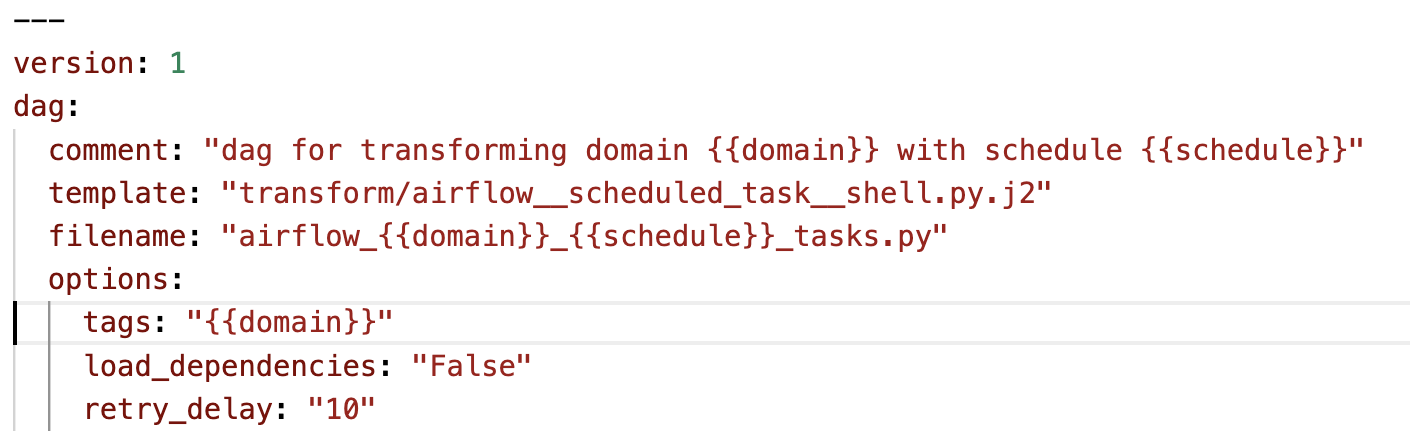 ---
version: 1
dag:
  comment: "dag for transforming domain {{domain}} with schedule {{schedule}}"
  template: "transform/airflow__scheduled_task__shell.py.j2"
  filename: "airflow_{{domain}}_{{schedule}}_tasks.py"
  options:
    tags: "{{domain}}"
    load_dependencies: "False"
    retry_delay: "10"